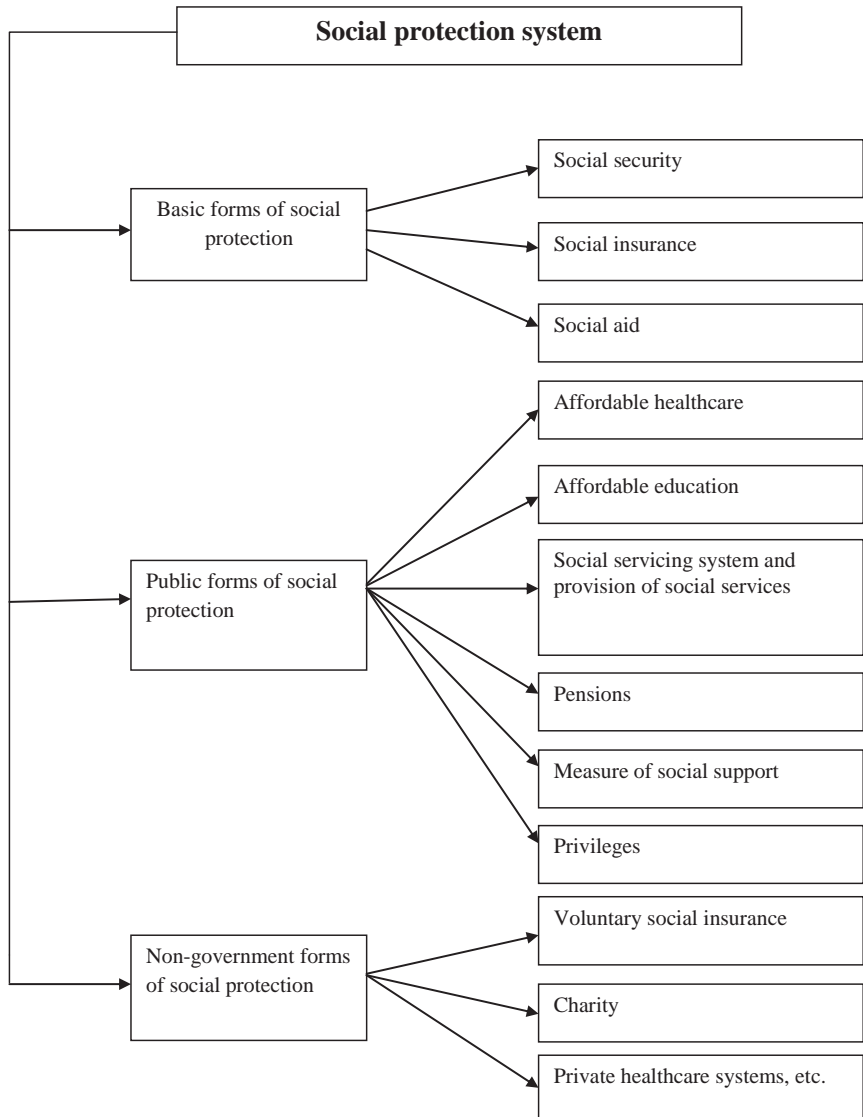 Social protection system
Basic forms of social
protection
Social security
Social insurance
Social aid
Public forms of social
protection
Affordable healthcare
Affordable education
Social servicing system and
provision of social services
Pensions
Measure of social support
Privileges
Non-government forms
of social protection
Voluntary social insurance
Charity
Private healthcare systems, etc.